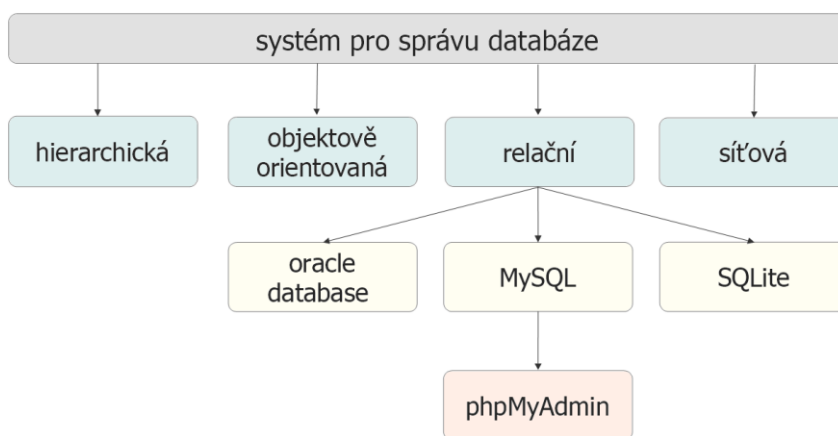 systém pro správu databáze
hierarchická
objektově
orientovaná
relační
síťová
oracle
database
MySQL
SQLite
phpMyAdmin